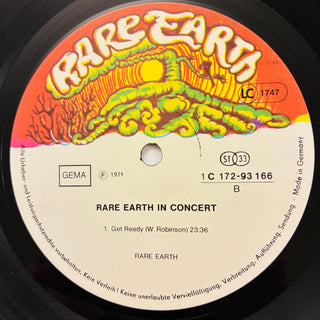 RARE EARTH
T.M.
LC 1747
GEMA
P 1971
ST 33
1 C 172-93 166
B
RARE EARTH IN CONCERT
1. Get Ready (W. Robinson) 23:36
RARE EARTH
Alle Urheber- und Leistungsschutzrechte vorbehalten. Kein Verleih! Keine unerlaubte Vervielfältigung, Verbreitung, Aufführung, Sendung - Made in Germany